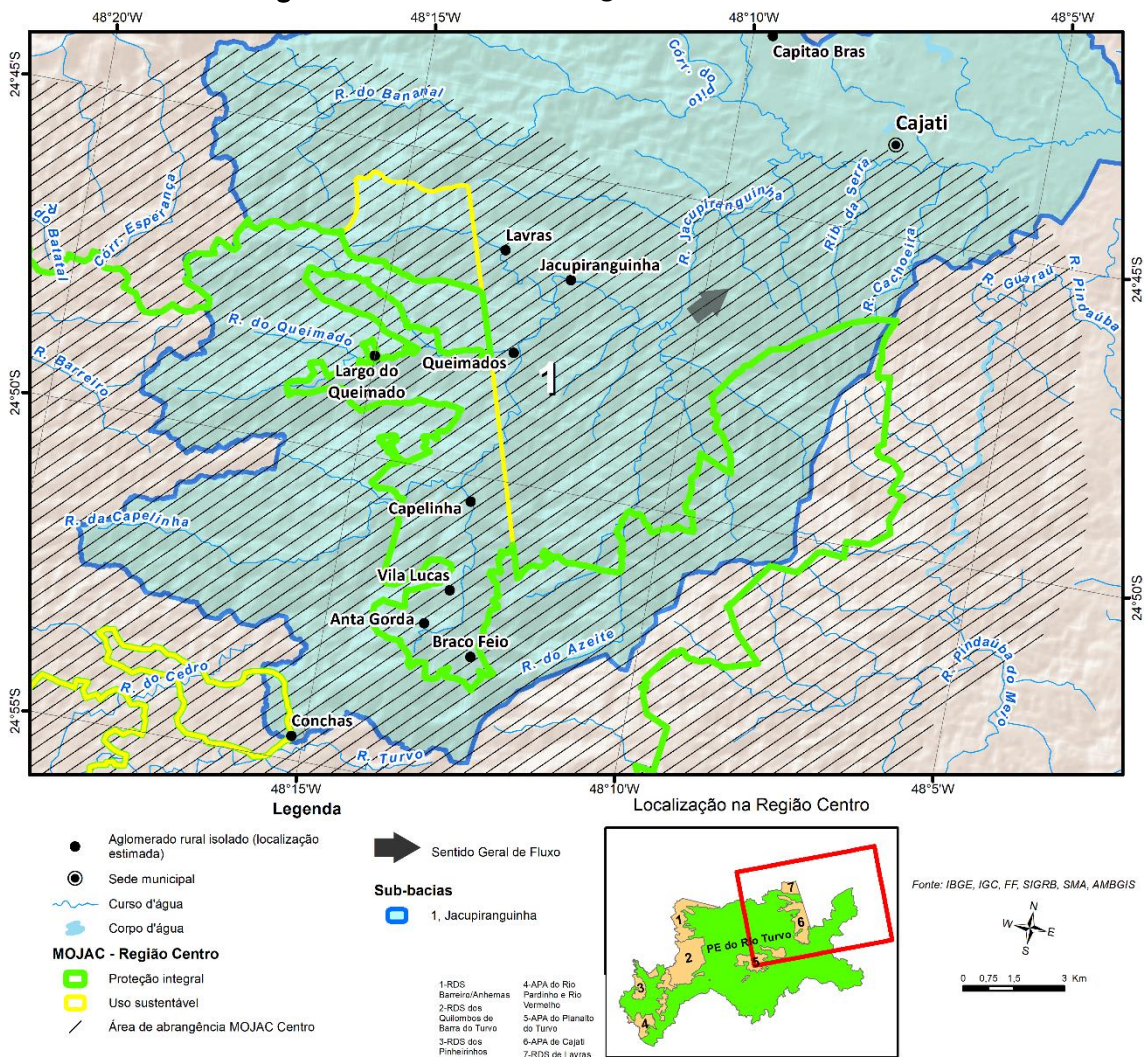 48°20'W
48°15'W
48°10'W
48°5'W
24°45'S
24°50'S
24°55'S
24°45'S
24°50'S
Capitao Bras
Córr. do Pito
R. do Bananal
Cajati
R. do Batatal
Córr. Esperança
R. Jacupiranguinha
Rib. da Serra
R. Cachoeira
R. Guaraú
R. Pindaúba
Lavras
Jacupiranguinha
R. do Queimado
Largo do
Queimado
Queimados
1
R. Barreiro
Capelinha
R. da Capelinha
Vila Lucas
Anta Gorda
Braco Feio
R. do Azeite
R. Pindaúba do Meio
R. do Cedro
Conchas
R. Turvo
48°15'W
48°10'W
48°5'W
Legenda
Aglomerado rural isolado (localização
estimada)
Sede municipal
Curso d'água
Corpo d'água
MOJAC - Região Centro
Proteção integral
Uso sustentável
Área de abrangência MOJAC Centro
Sentido Geral de Fluxo
Sub-bacias
1, Jacupiranguinha
1-RDS
Barreiro/Anhemas
2-RDS dos
Quilombos de
Barra do Turvo
3-RDS dos
Pinheirinhos
4-APA do Rio
Pardinho e Rio
Vermelho
5-APA do Planalto
do Turvo
6-APA de Cajati
7-RDS de Lavras
Localização na Região Centro
7
1
6
PE do Rio Turvo
2
5
3
4
Fonte: IBGE, IGC, FF, SIGRB, SMA, AMBGIS
N
W
E
S
0 0,75 1,5 3 Km